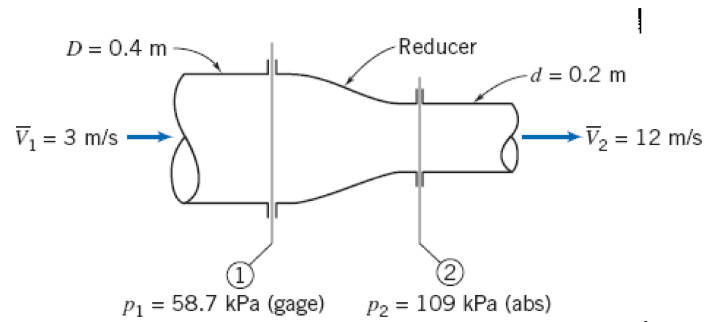 D = 0.4 m
Reducer
d = 0.2 m
V̅₁ = 3 m/s
V̅₂ = 12 m/s
①
②
p₁ = 58.7 kPa (gage)
p₂ = 109 kPa (abs)